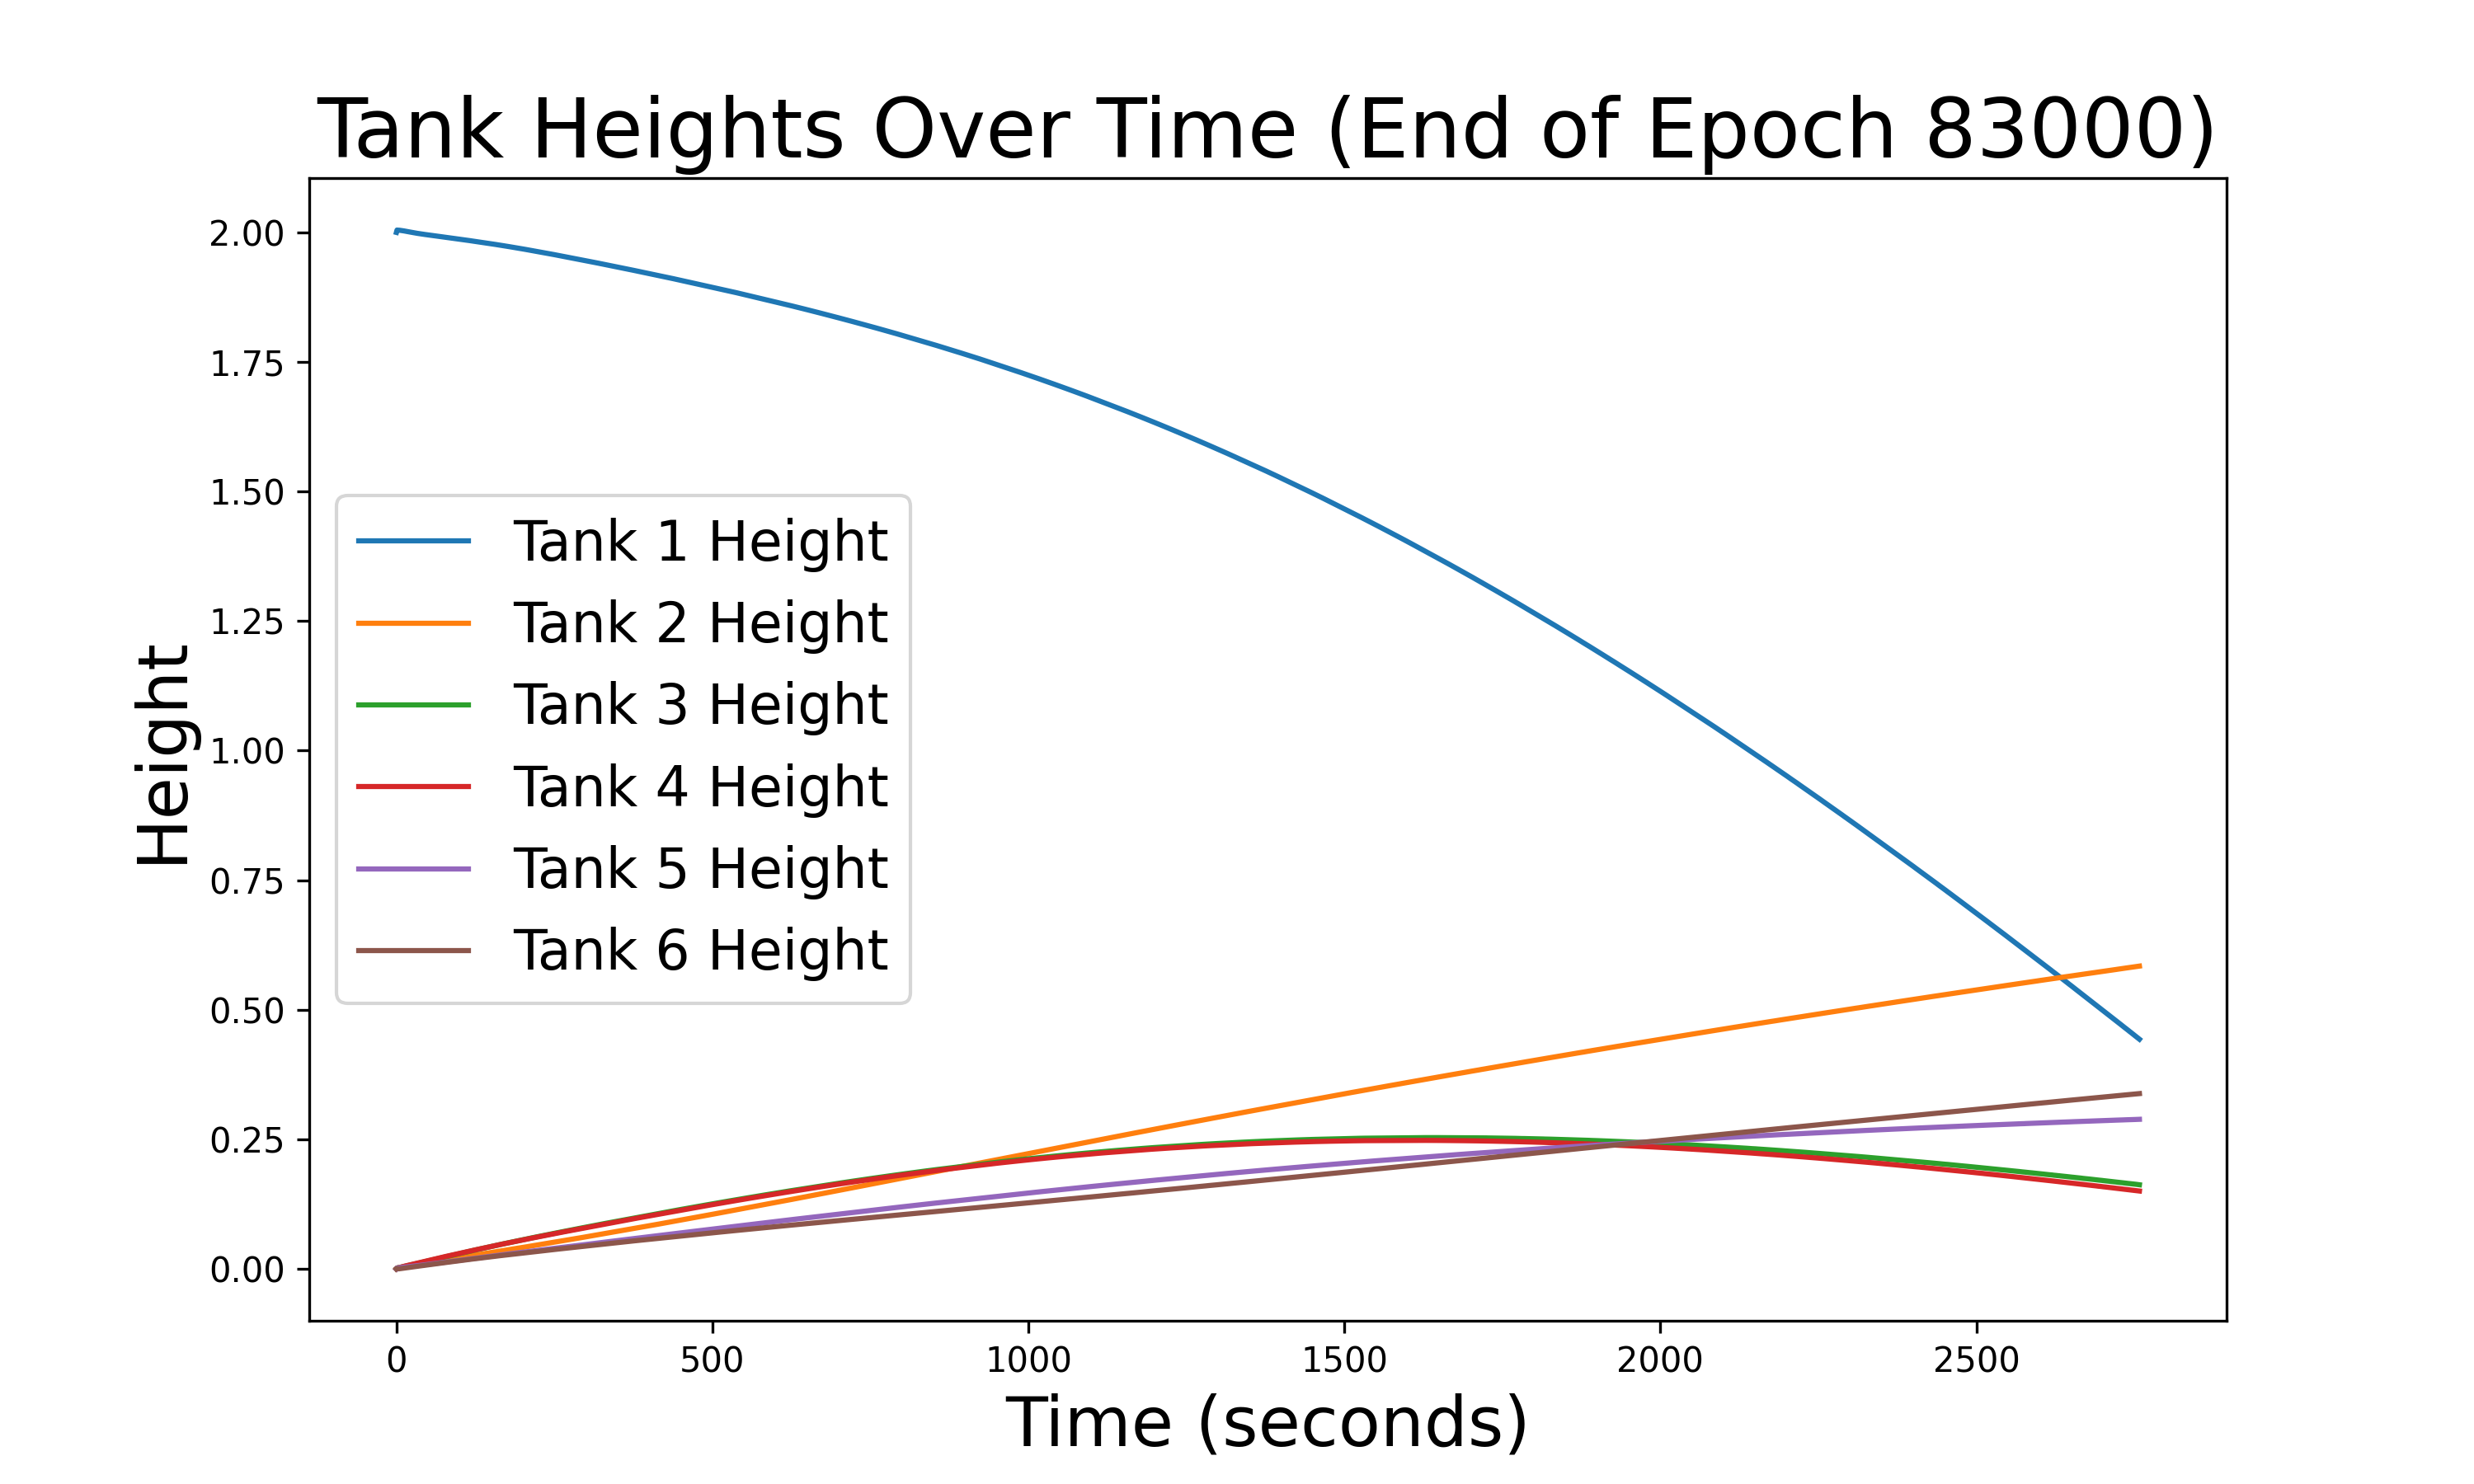 Tank Heights Over Time (End of Epoch 83000)
Height
2.00
1.75
1.50
1.25
1.00
0.75
0.50
0.25
0.00
Tank 1 Height
Tank 2 Height
Tank 3 Height
Tank 4 Height
Tank 5 Height
Tank 6 Height
0 500 1000 1500 2000 2500
Time (seconds)